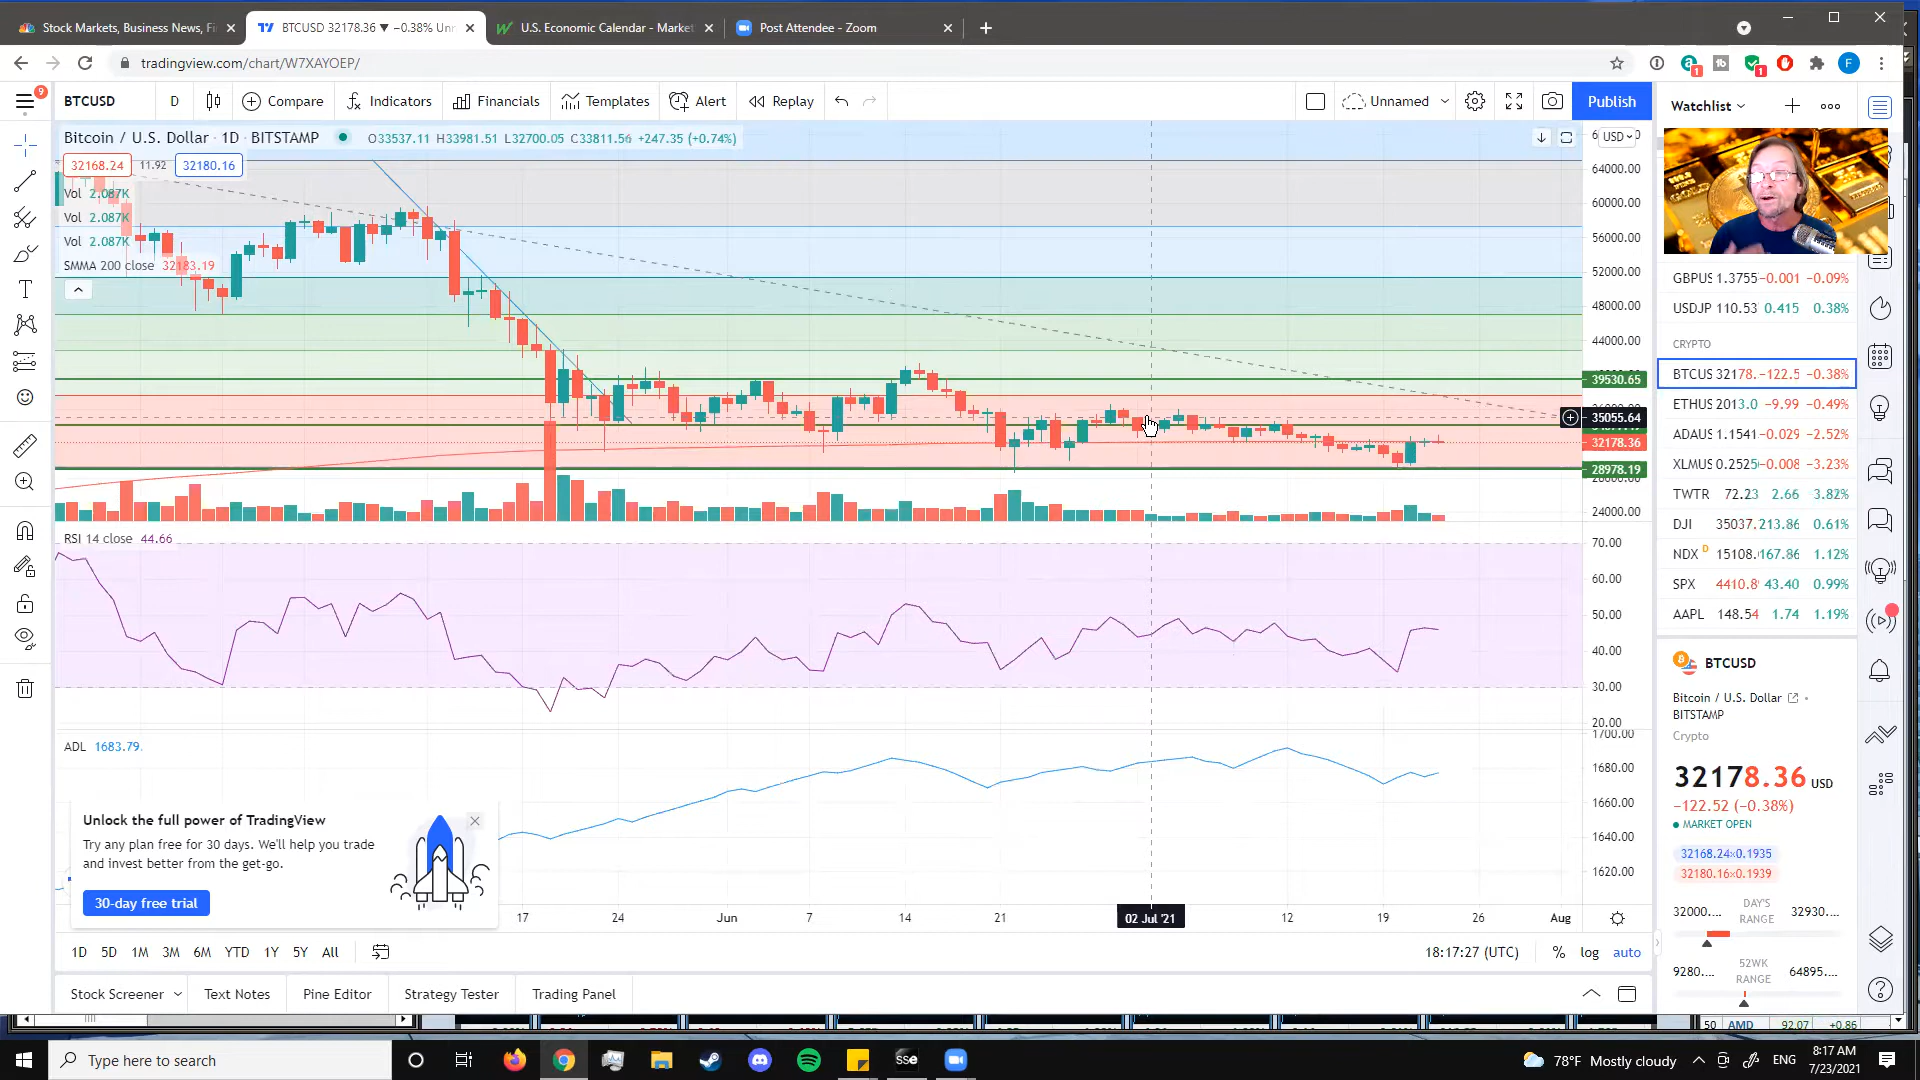 Stock Markets, Business News, Fi
BTCUSD 32178.36 ▼ −0.38% Unn
U.S. Economic Calendar - Market
Post Attendee - Zoom
tradingview.com/chart/W7XAYOEP/
9
BTCUSD
D
Compare
Indicators
Financials
Templates
Alert
Replay
Unnamed
Publish
Watchlist
Bitcoin / U.S. Dollar · 1D · BITSTAMP
O33537.11 H33981.51 L32700.05 C33811.56 +247.35 (+0.74%)
USD
32168.24 11.92 32180.16
Vol 2.087K
Vol 2.087K
Vol 2.087K
SMMA 200 close 32183.19
64000.00
60000.00
56000.00
52000.00
48000.00
44000.00
39530.65
35055.64
32178.36
28978.19
24000.00
RSI 14 close 44.66
70.00
60.00
50.00
40.00
30.00
20.00
ADL 1683.79
1700.00
1680.00
1660.00
1640.00
1620.00
Unlock the full power of TradingView
Try any plan free for 30 days. We'll help you trade
and invest better from the get-go.
30-day free trial
17 24 Jun 7 14 21 02 Jul '21 12 19 26 Aug
1D 5D 1M 3M 6M YTD 1Y 5Y All
18:17:27 (UTC) % log auto
Stock Screener Text Notes Pine Editor Strategy Tester Trading Panel
GBPUS 1.3755 −0.001 −0.09%
USDJP 110.53 0.415 0.38%
CRYPTO
BTCUS 32178. −122.5 −0.38%
ETHUS 2013.0 −9.99 −0.49%
ADAUS 1.1541 −0.029 −2.52%
XLMUS 0.2525 −0.008 −3.23%
TWTR 72.23 2.66 3.82%
DJI 35037. 213.86 0.61%
NDX D 15108. 167.86 1.12%
SPX 4410.8 43.40 0.99%
AAPL 148.54 1.74 1.19%
BTCUSD
Bitcoin / U.S. Dollar
BITSTAMP
Crypto
32178.36 USD
−122.52 (−0.38%)
MARKET OPEN
32168.24×0.1935
32180.16×0.1939
32000.... DAY'S RANGE 32930....
9280.... 52WK RANGE 64895....
50 AMD 92.07 +0.86
Type here to search
SSe
78°F Mostly cloudy
ENG
8:17 AM
7/23/2021